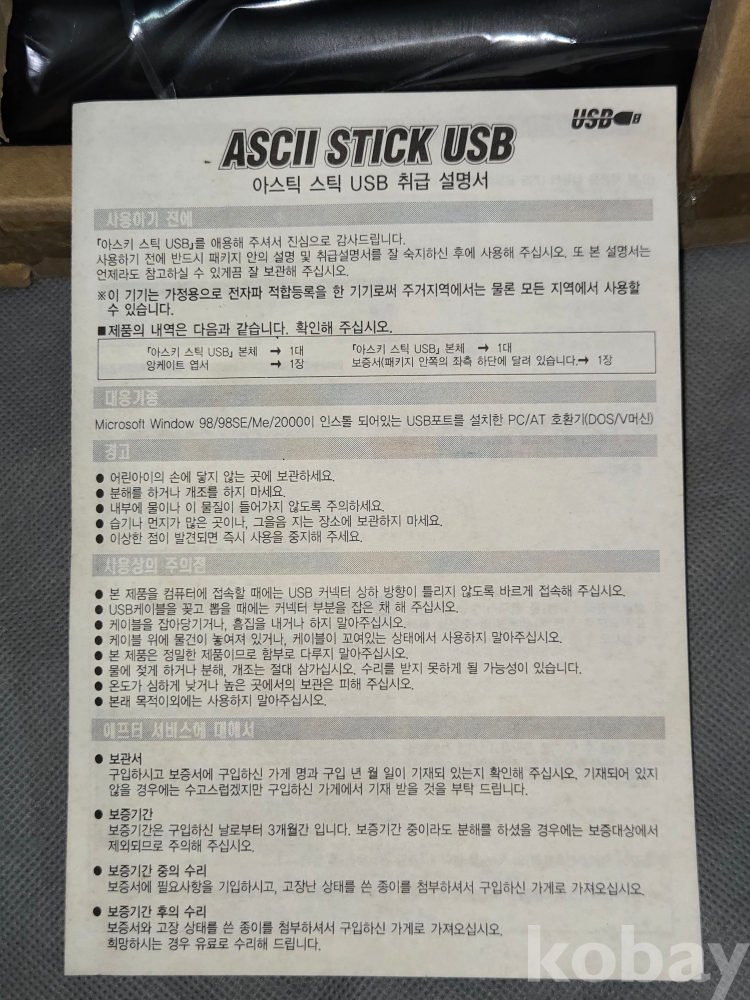 USB
ASCII STICK USB
아스틱 스틱 USB 취급 설명서
사용하기 전에
『아스키 스틱 USB』를 애용해 주셔서 진심으로 감사드립니다.
사용하기 전에 반드시 패키지 안의 설명 및 취급설명서를 잘 숙지하신 후에 사용해 주십시오. 또 본 설명서는
언제라도 참고하실 수 있게끔 잘 보관해 주십시오.
※이 기기는 가정용으로 전자파 적합등록을 한 기기로써 주거지역에서는 물론 모든 지역에서 사용할
수 있습니다.
■제품의 내역은 다음과 같습니다. 확인해 주십시오.
『아스키 스틱 USB』 본체 → 1대 『아스키 스틱 USB』 본체 → 1대
앙케이트 엽서 → 1장 보증서(패키지 안쪽의 좌측 하단에 달려 있습니다.→ 1장
대응기종
Microsoft Window 98/98SE/Me/2000이 인스톨 되어있는 USB포트를 설치한 PC/AT 호환기(DOS/V머신)
경고
● 어린아이의 손에 닿지 않는 곳에 보관하세요.
● 분해를 하거나 개조를 하지 마세요.
● 내부에 물이나 이 물질이 들어가지 않도록 주의하세요.
● 습기나 먼지가 많은 곳이나, 그을음 지는 장소에 보관하지 마세요.
● 이상한 점이 발견되면 즉시 사용을 중지해 주세요.
사용상의 주의점
● 본 제품을 컴퓨터에 접속할 때에는 USB 커넥터 상하 방향이 틀리지 않도록 바르게 접속해 주십시오.
● USB케이블을 꽂고 뽑을 때에는 커넥터 부분을 잡은 채 해 주십시오.
● 케이블을 잡아당기거나, 흠집을 내거나 하지 말아주십시오.
● 케이블 위에 물건이 놓여져 있거나, 케이블이 꼬여있는 상태에서 사용하지 말아주십시오.
● 본 제품은 정밀한 제품이므로 함부로 다루지 말아주십시오.
● 물에 젖게 하거나 분해, 개조는 절대 삼가십시오. 수리를 받지 못하게 될 가능성이 있습니다.
● 온도가 심하게 낮거나 높은 곳에서의 보관은 피해 주십시오.
● 본래 목적이외에는 사용하지 말아주십시오.
애프터 서비스에 대해서
● 보관서
구입하시고 보증서에 구입하신 가게 명과 구입 년 월 일이 기재되 있는지 확인해 주십시오. 기재되어 있지
않을 경우에는 수고스럽겠지만 구입하신 가게에서 기재 받을 것을 부탁 드립니다.
● 보증기간
보증기간은 구입하신 날로부터 3개월간 입니다. 보증기간 중이라도 분해를 하셨을 경우에는 보증대상에서
제외되므로 주의해 주십시오.
● 보증기간 중의 수리
보증서에 필요사항을 기입하시고, 고장난 상태를 쓴 종이를 첨부하셔서 구입하신 가게로 가져오십시오.
● 보증기간 후의 수리
보증서와 고장 상태를 쓴 종이를 첨부하셔서 구입하신 가게로 가져오십시오.
희망하시는 경우 유료로 수리해 드립니다.
kobay